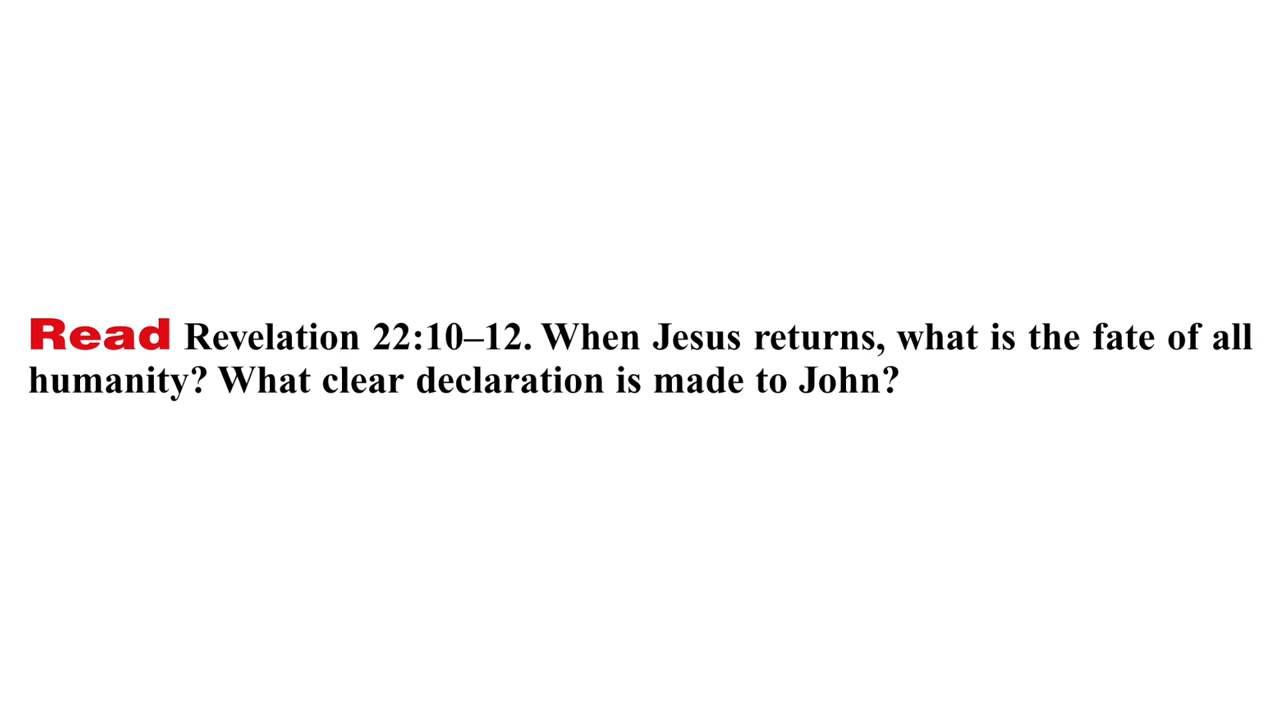 Read Revelation 22:10–12. When Jesus returns, what is the fate of all
humanity? What clear declaration is made to John?